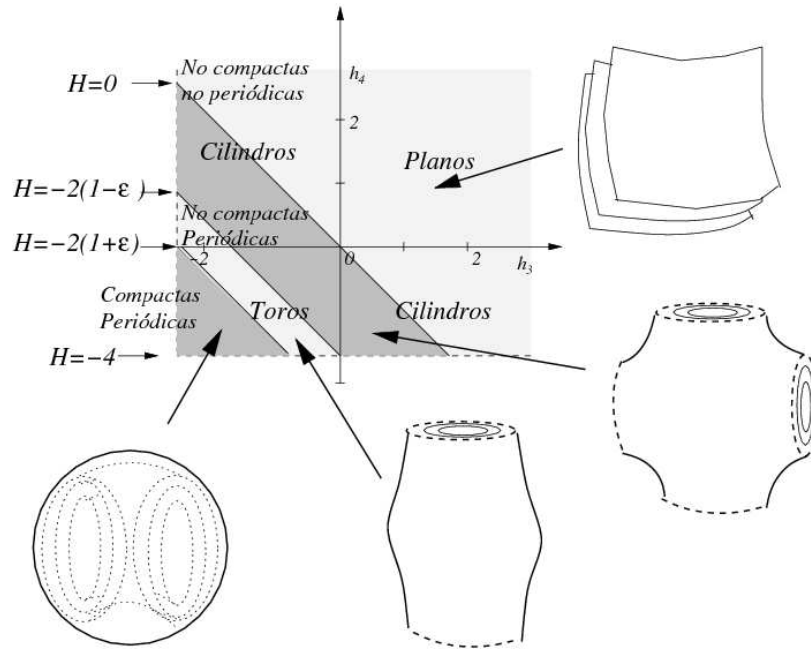 H=0
No compactas
no periódicas
h4
2
Cilindros
Planos
H=−2(1−ε )
No compactas
Periódicas
H=−2(1+ε)
−2
0
2
h3
Compactas
Periódicas
Toros
Cilindros
H=−4